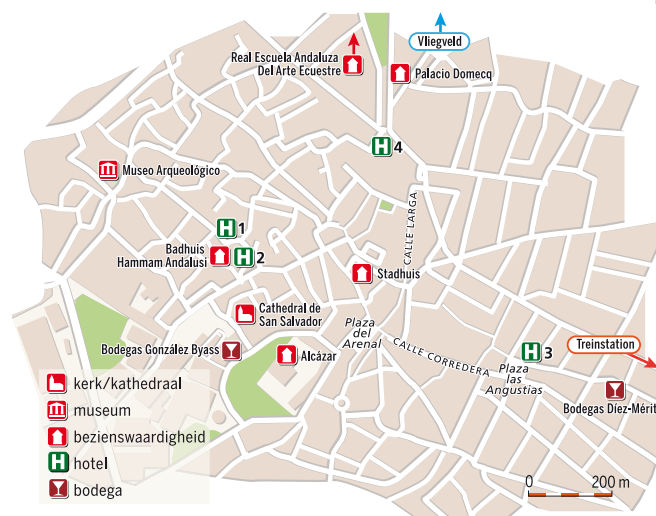 Vliegveld
Real Escuela Andaluza
Del Arte Ecuestre
Palacio Domecq
4
Museo Arqueológico
CALLE LARGA
1
Badhuis
Hammam Andalusi
2
Stadhuis
Cathedral de
San Salvador
Plaza
del
Arenal
CALLE CORREDERA
Bodegas González Byass
Alcázar
3
Treinstation
Plaza
las
Angustias
Bodegas Díez-Mérit
kerk/kathedraal
museum
bezienswaardigheid
H hotel
bodega
0 200 m